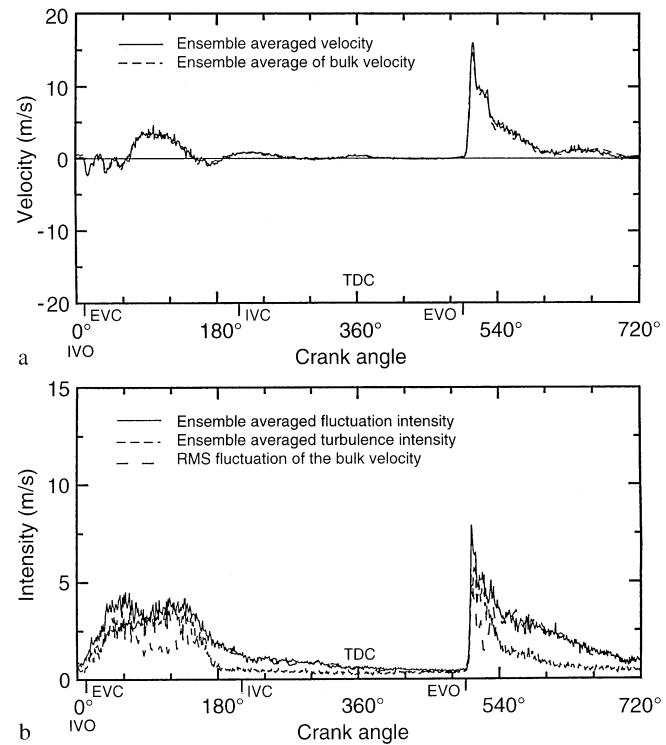 20
Ensemble averaged velocity
Ensemble average of bulk velocity
10
Velocity (m/s)
0
-10
TDC
-20
EVC
IVC
EVO
0°
180°
360°
540°
720°
IVO
a
Crank angle
15
Ensemble averaged fluctuation intensity
Ensemble averaged turbulence intensity
RMS fluctuation of the bulk velocity
10
Intensity (m/s)
5
TDC
0
EVC
IVC
EVO
0°
180°
360°
540°
720°
IVO
b
Crank angle